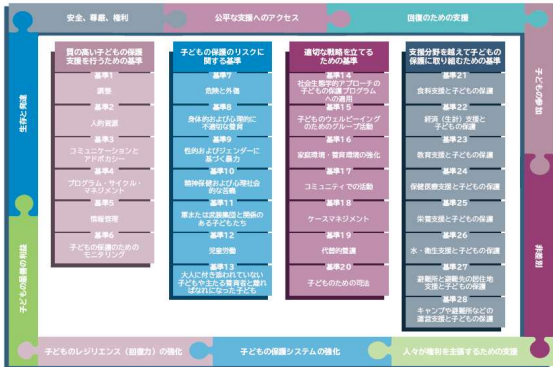 安全、尊厳、権利
公平な支援へのアクセス
回復のための支援
生存と発達
子どもの最善の利益
質の高い子どもの保護
支援を行うための基準
基準1
調整
基準2
人的資源
基準3
コミュニケーションと
アドボカシー
基準4
プログラム・サイクル・
マネジメント
基準5
情報管理
基準6
子どもの保護のための
モニタリング
子どもの保護のリスクに
関する基準
基準7
危険と外傷
基準8
身体的および心理的に
不適切な養育
基準9
性的およびジェンダーに
基づく暴力
基準10
精神保健および心理社会
的な苦悪
基準11
軍または武装集団と関係の
ある子どもたち
基準12
児童労働
基準13
大人に付き添われていない
子どもや主たる養育者と離れ
ばなれになった子ども
適切な戦略を立てる
ための基準
基準14
社会生態学的アプローチの
子どもの保護プログラム
への適用
基準15
子どものウェルビーイング
のためのグループ活動
基準16
家庭環境・養育環境の強化
基準17
コミュニティでの活動
基準18
ケースマネジメント
基準19
代替的養護
基準20
子どものための司法
支援分野を越えて子どもの
保護に取り組むための基準
基準21
食料支援と子どもの保護
基準22
経済（生計）支援と
子どもの保護
基準23
教育支援と子どもの保護
基準24
保健医療支援と子どもの保護
基準25
栄養支援と子どもの保護
基準26
水・衛生支援と子どもの保護
基準27
避難所と避難先の居住地
支援と子どもの保護
基準28
キャンプや避難所などの
運営支援と子どもの保護
子どもの参加
非差別
子どものレジリエンス（回復力）の強化
子どもの保護システムの強化
人々が権利を主張するための支援